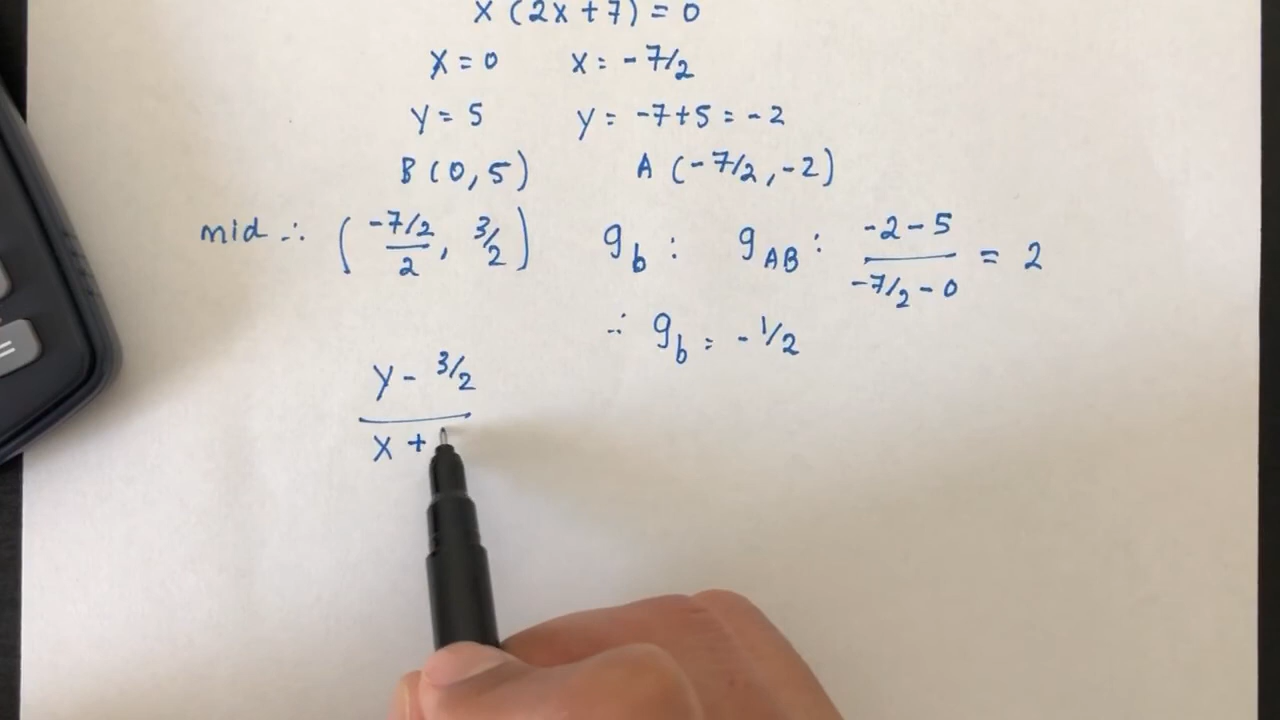 x (2x + 7) = 0
x = 0 x = - 7/2
y = 5 y = -7+5 = -2
B (0, 5) A (-7/2, -2)
mid ∴ (-7/2 / 2, 3/2) g_b : g_AB : -2 - 5 / -7/2 - 0 = 2
∴ g_b = - 1/2
y - 3/2
x +
=